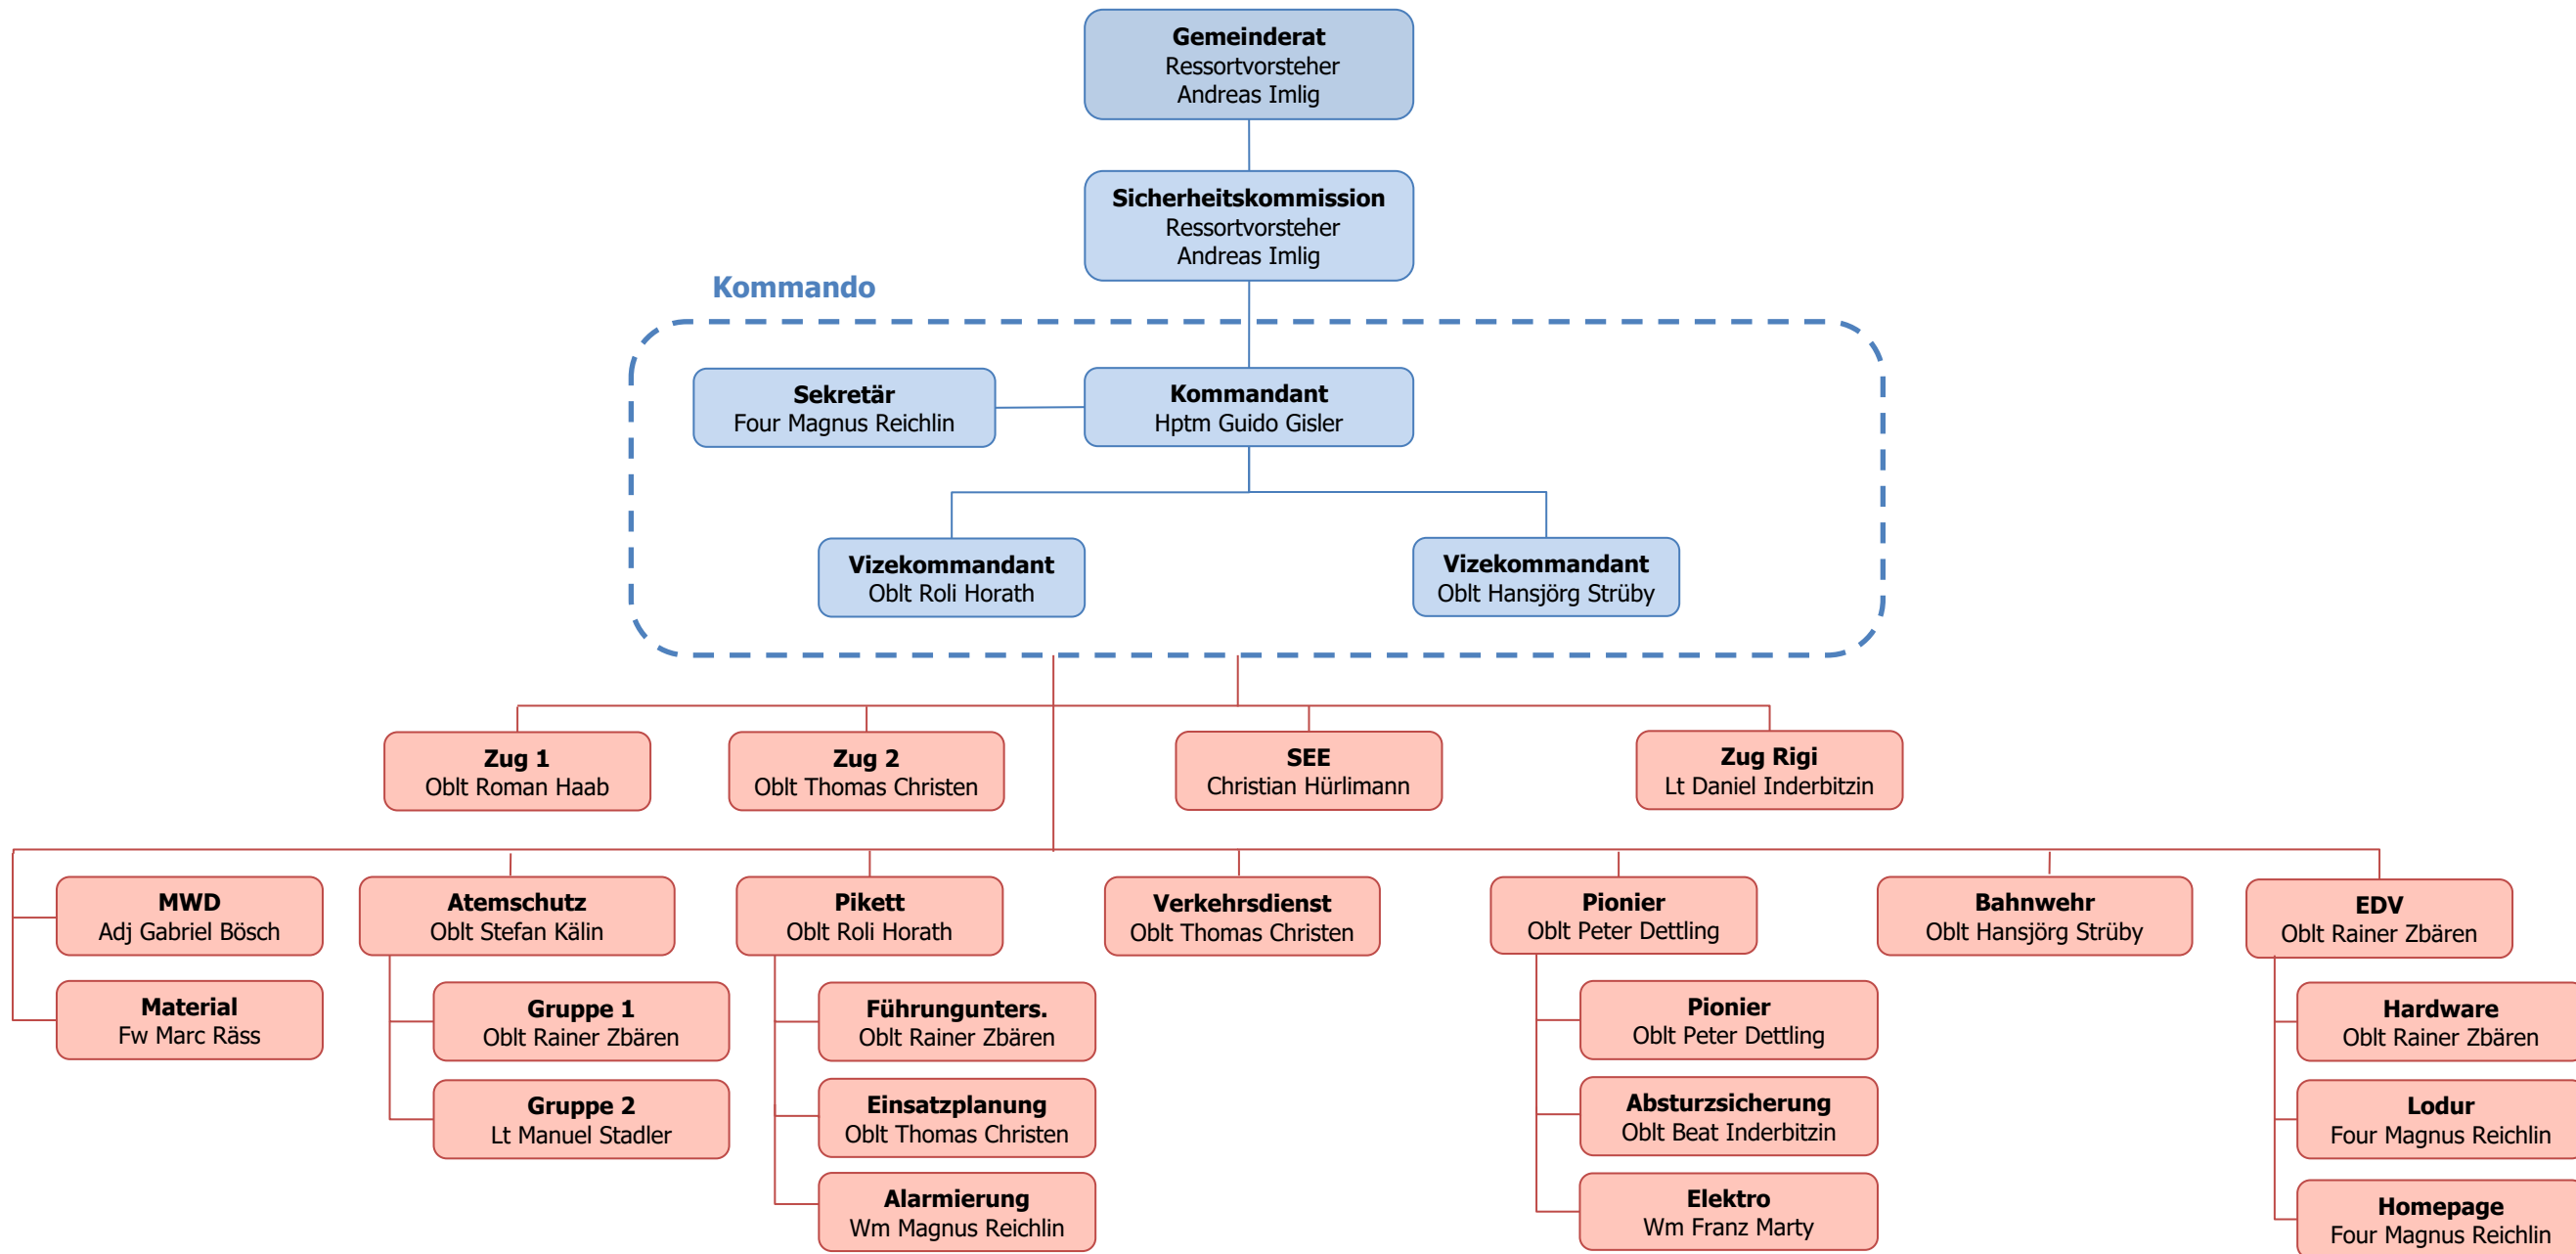 Gemeinderat
Ressortvorsteher
Andreas Imlig
Sicherheitskommission
Ressortvorsteher
Andreas Imlig
Kommando
Sekretär
Four Magnus Reichlin
Kommandant
Hptm Guido Gisler
Vizekommandant
Oblt Roli Horath
Vizekommandant
Oblt Hansjörg Strüby
Zug 1
Oblt Roman Haab
Zug 2
Oblt Thomas Christen
SEE
Christian Hürlimann
Zug Rigi
Lt Daniel Inderbitzin
MWD
Adj Gabriel Bösch
Material
Fw Marc Räss
Atemschutz
Oblt Stefan Kälin
Gruppe 1
Oblt Rainer Zbären
Gruppe 2
Lt Manuel Stadler
Pikett
Oblt Roli Horath
Führungunters.
Oblt Rainer Zbären
Einsatzplanung
Oblt Thomas Christen
Alarmierung
Wm Magnus Reichlin
Verkehrsdienst
Oblt Thomas Christen
Pionier
Oblt Peter Dettling
Pionier
Oblt Peter Dettling
Absturzsicherung
Oblt Beat Inderbitzin
Elektro
Wm Franz Marty
Bahnwehr
Oblt Hansjörg Strüby
EDV
Oblt Rainer Zbären
Hardware
Oblt Rainer Zbären
Lodur
Four Magnus Reichlin
Homepage
Four Magnus Reichlin